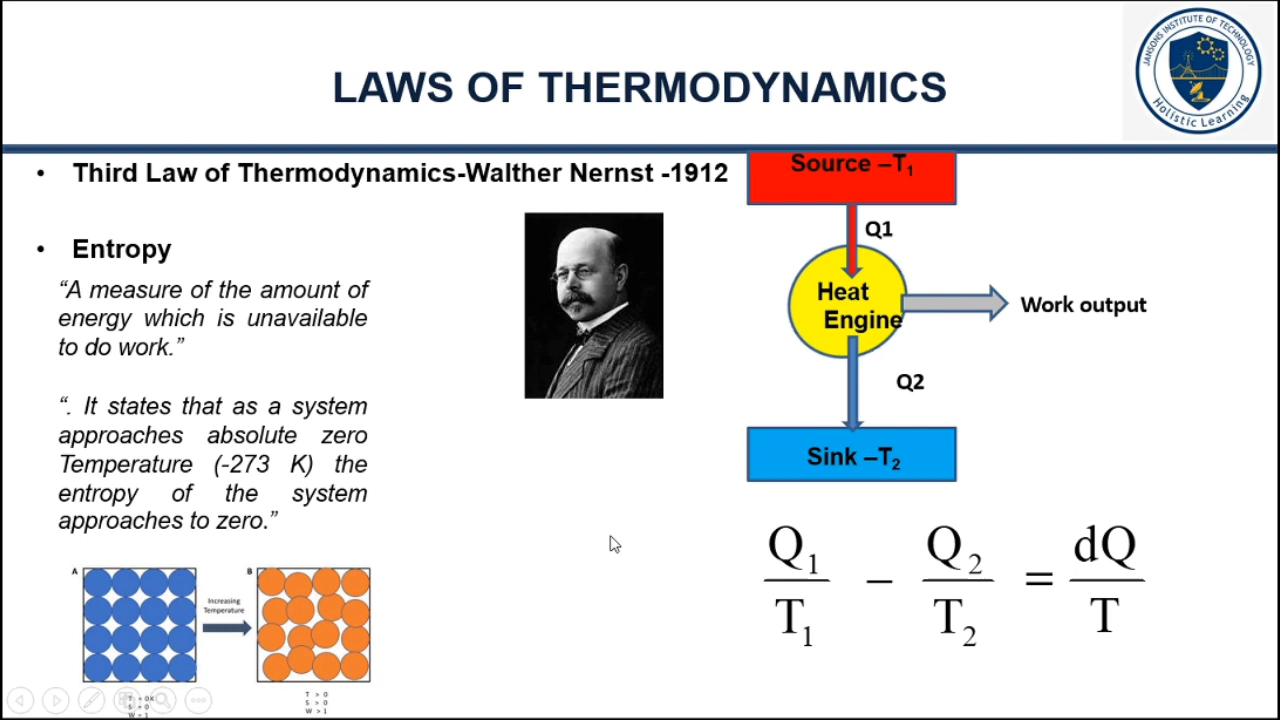 LAWS OF THERMODYNAMICS
JANSONS INSTITUTE OF TECHNOLOGY
Holistic Learning
• Third Law of Thermodynamics-Walther Nernst -1912
• Entropy
“A measure of the amount of
energy which is unavailable
to do work.”
“. It states that as a system
approaches absolute zero
Temperature (-273 K) the
entropy of the system
approaches to zero.”
A
Increasing
Temperature
B
T = 0K
S = 0
W = 1
T > 0
S > 0
W > 1
Source –T₁
Q1
Heat
Engine
Work output
Q2
Sink –T₂
Q₁/T₁ – Q₂/T₂ = dQ/T